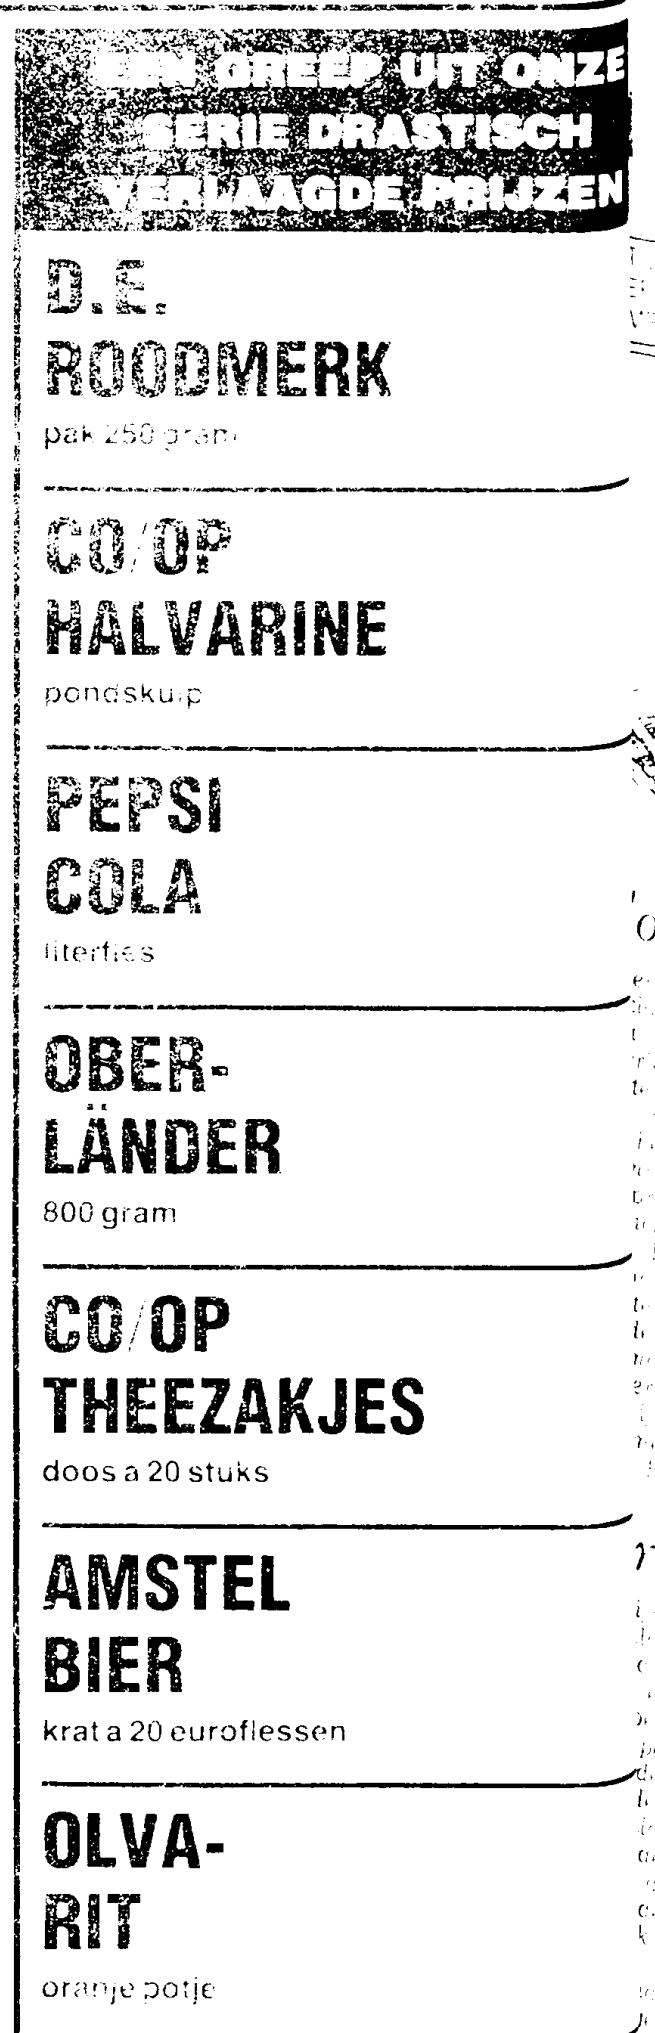 EEN GREEP UIT ONZE
SERIE DRASTISCH
VERLAAGDE PRIJZEN
D.E.
ROODMERK
pak 250 gram
CO/OP
HALVARINE
pondskuip
PEPSI
COLA
literfles
OBER-
LÄNDER
800 gram
CO/OP
THEEZAKJES
doos a 20 stuks
AMSTEL
BIER
krat a 20 euroflessen
OLVA-
RIT
oranje potje